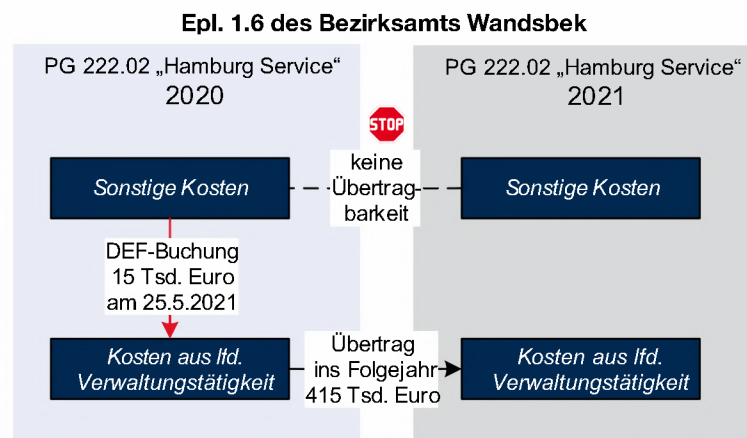 Epl. 1.6 des Bezirksamts Wandsbek
PG 222.02 „Hamburg Service“
2020
PG 222.02 „Hamburg Service“
2021
STOP
keine
Übertrag-
barkeit
Sonstige Kosten
Sonstige Kosten
DEF-Buchung
15 Tsd. Euro
am 25.5.2021
Kosten aus lfd.
Verwaltungstätigkeit
Übertrag
ins Folgejahr
415 Tsd. Euro
Kosten aus lfd.
Verwaltungstätigkeit